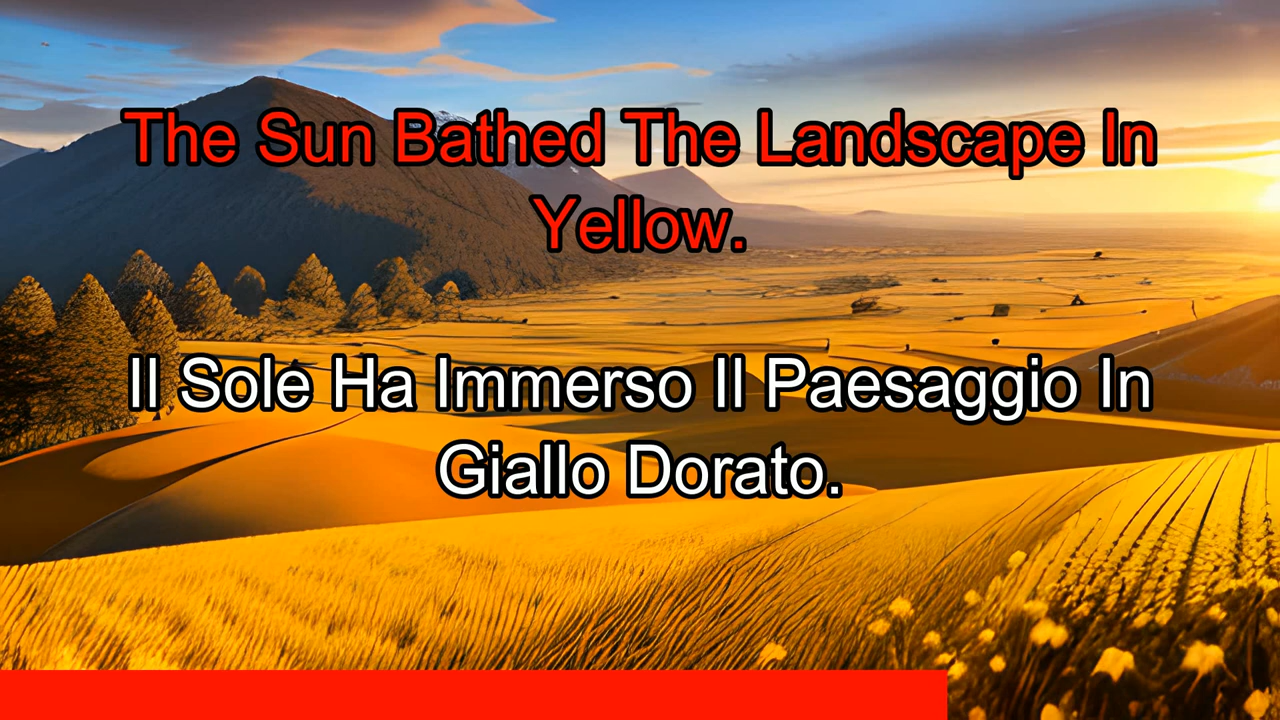 The Sun Bathed The Landscape In
Yellow.
Il Sole Ha Immerso Il Paesaggio In
Giallo Dorato.